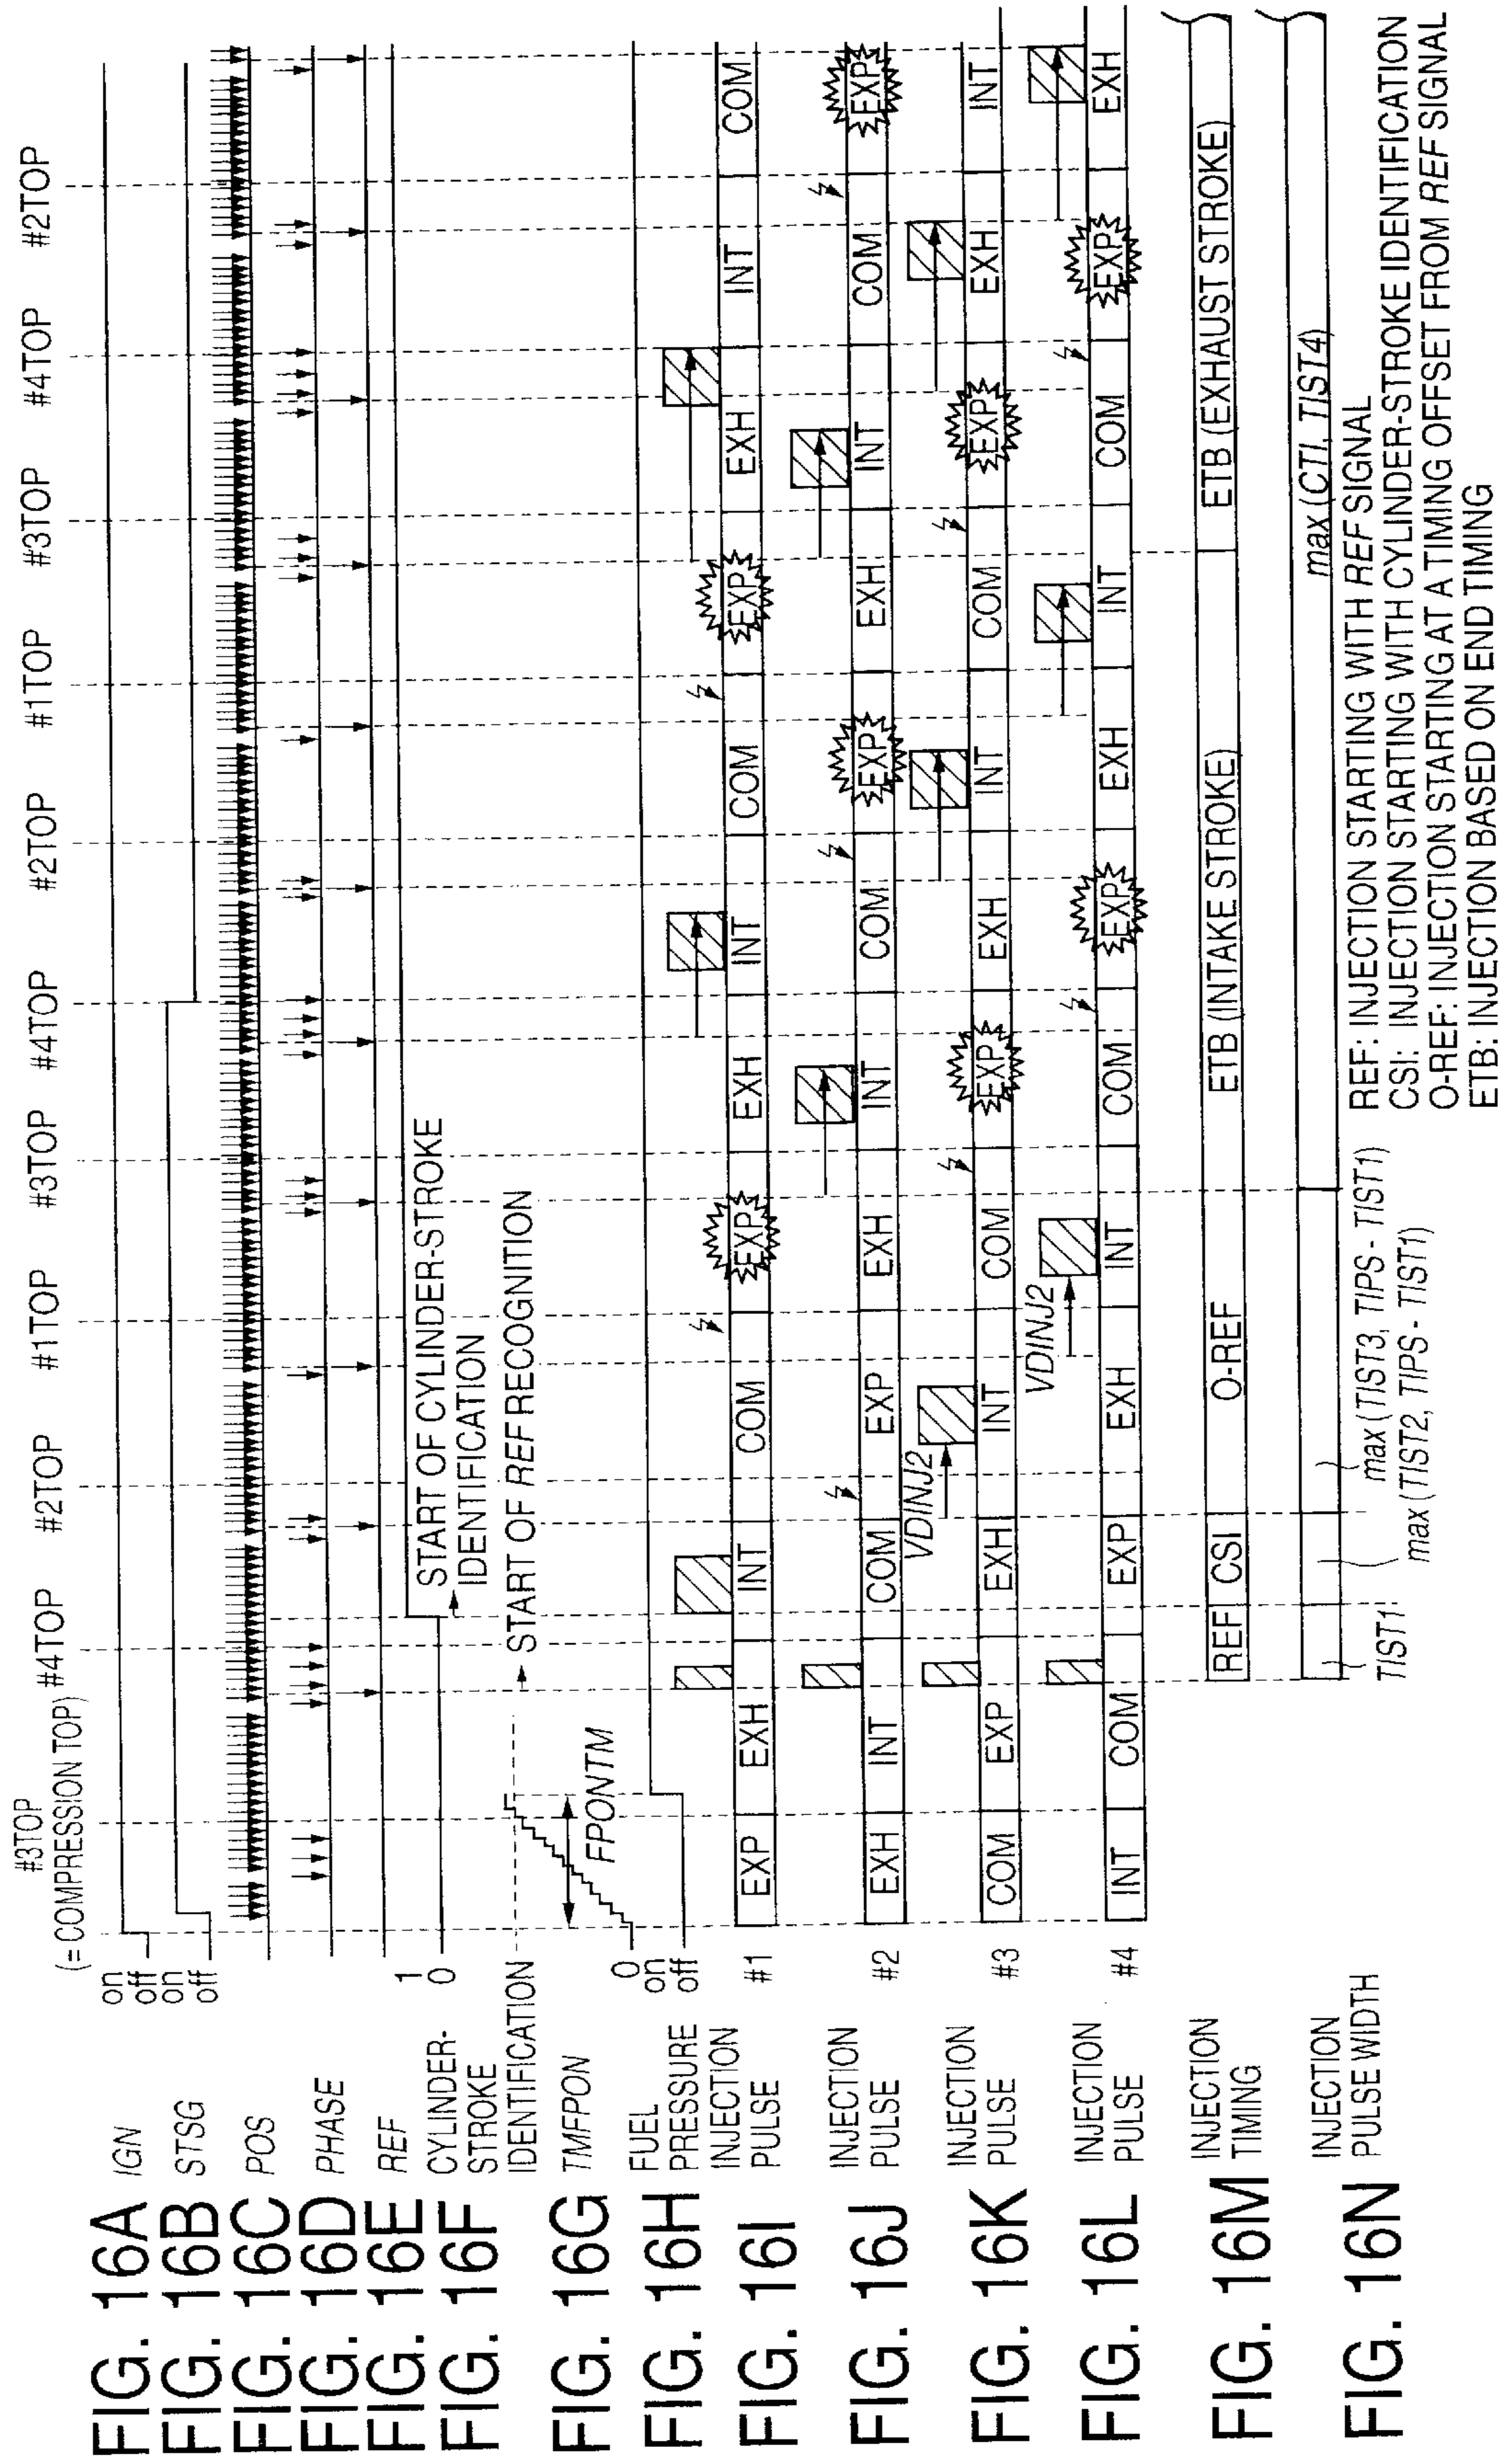 #3TOP
(= COMPRESSION TOP)
#4TOP
#2TOP
#1TOP
#3TOP
#4TOP
#2TOP
#1TOP
#3TOP
#4TOP
#2TOP
FIG. 16A
IGN
on
off
FIG. 16B
STSG
on
off
FIG. 16C
POS
FIG. 16D
PHASE
FIG. 16E
REF
FIG. 16F
CYLINDER-
STROKE
IDENTIFICATION
1
0
START OF CYLINDER-STROKE
IDENTIFICATION
START OF REF RECOGNITION
FIG. 16G
TMFPON
0
FPONTM
FIG. 16H
FUEL
PRESSURE
on
off
FIG. 16I
INJECTION
PULSE
#1
EXP
EXH
INT
COM
EXP
EXH
INT
COM
EXP
EXH
INT
COM
FIG. 16J
INJECTION
PULSE
#2
EXH
INT
COM
EXP
EXH
INT
COM
EXP
EXH
INT
COM
EXP
FIG. 16K
INJECTION
PULSE
#3
VDINJ2
COM
EXP
EXH
INT
COM
EXP
EXH
INT
COM
EXP
EXH
INT
FIG. 16L
INJECTION
PULSE
#4
VDINJ2
INT
COM
EXP
EXH
INT
COM
EXP
EXH
INT
COM
EXP
EXH
FIG. 16M
INJECTION
TIMING
REF
CSI
O-REF
ETB (INTAKE STROKE)
ETB (EXHAUST STROKE)
FIG. 16N
INJECTION
PULSE WIDTH
max (CTI, TIST4)
TIST1
max (TIST3, TIPS - TIST1)
max (TIST2, TIPS - TIST1)
REF: INJECTION STARTING WITH REF SIGNAL
CSI: INJECTION STARTING WITH CYLINDER-STROKE IDENTIFICATION
O-REF: INJECTION STARTING AT A TIMING OFFSET FROM REF SIGNAL
ETB: INJECTION BASED ON END TIMING